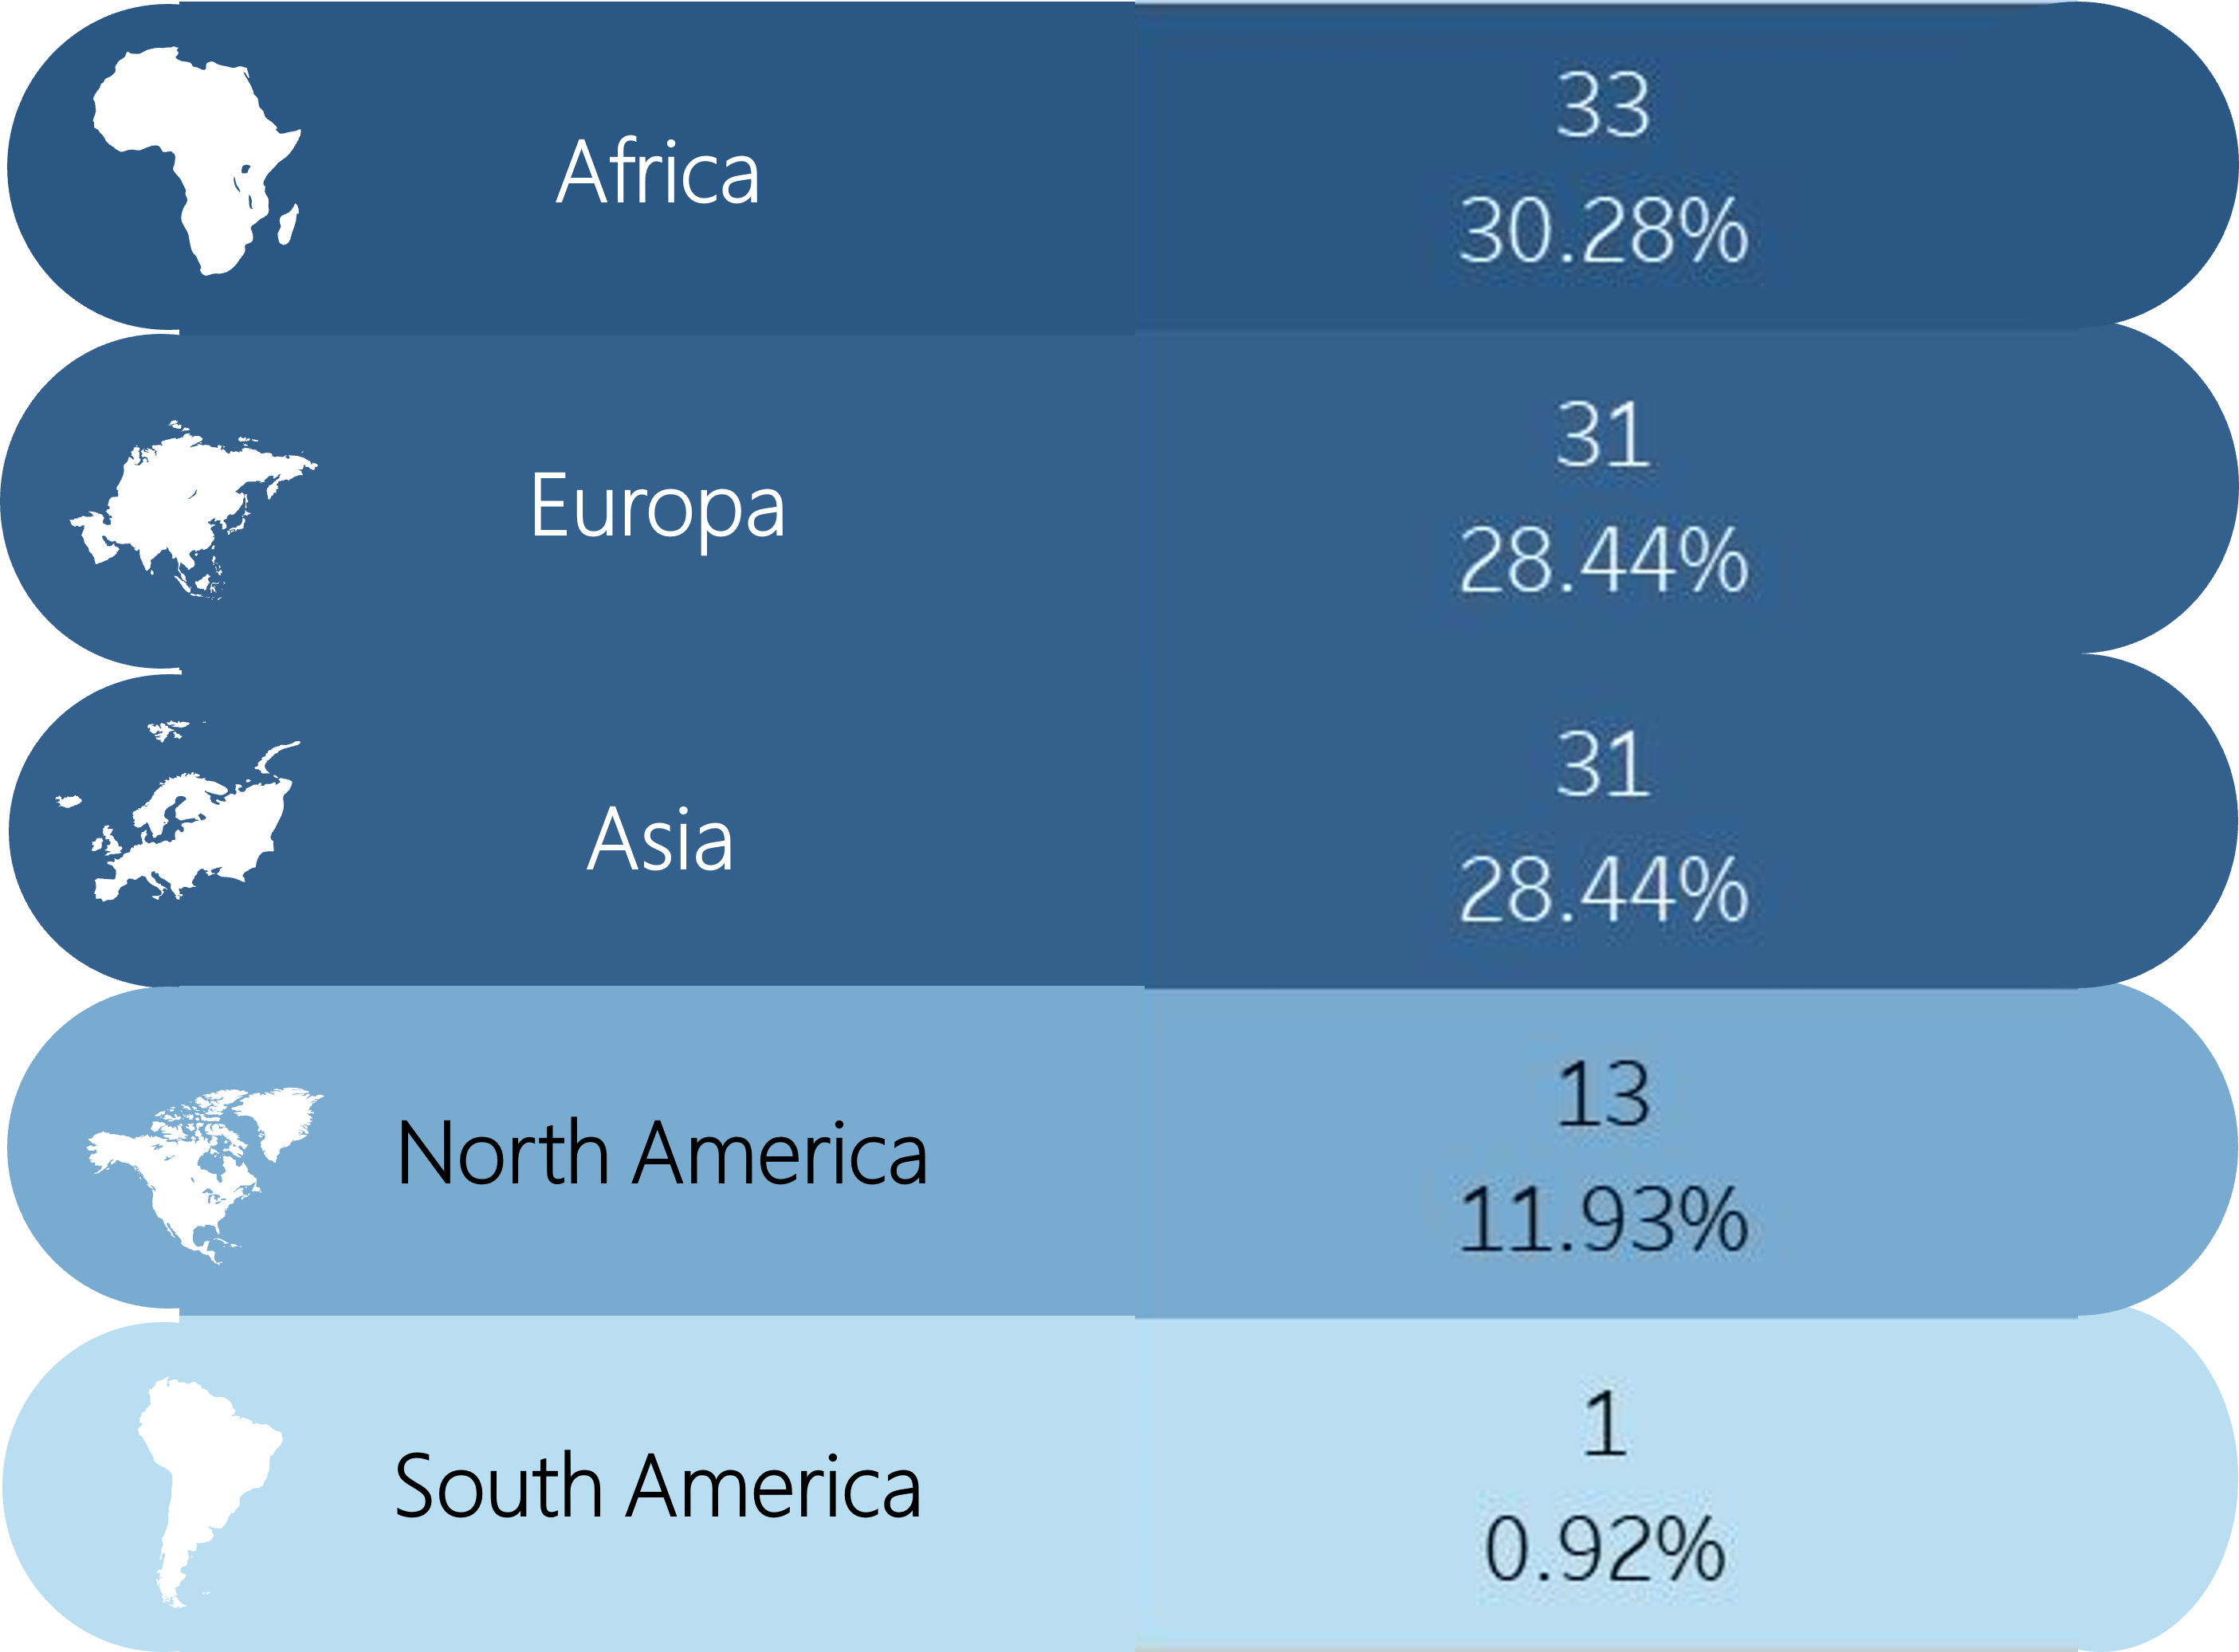 Africa
33
30.28%
Europa
31
28.44%
Asia
31
28.44%
North America
13
11.93%
South America
1
0.92%